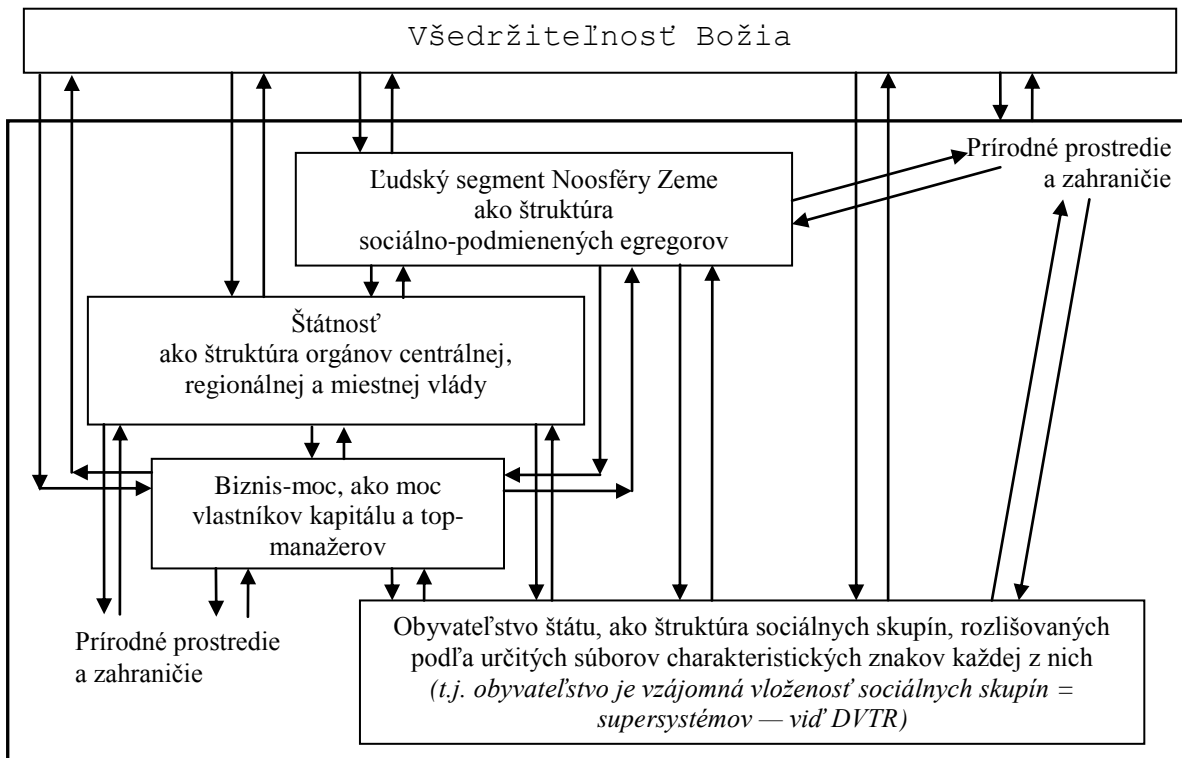 Všedržiteľnosť Božia
Prírodné prostredie
a zahraničie
Ľudský segment Noosféry Zeme
ako štruktúra
sociálno-podmienených egregorov
Štátnosť
ako štruktúra orgánov centrálnej,
regionálnej a miestnej vlády
Biznis-moc, ako moc
vlastníkov kapitálu a top-
manažerov
Prírodné prostredie
a zahraničie
Obyvateľstvo štátu, ako štruktúra sociálnych skupín, rozlišovaných
podľa určitých súborov charakteristických znakov každej z nich
(t.j. obyvateľstvo je vzájomná vloženosť sociálnych skupín =
supersystémov — viď DVTR)